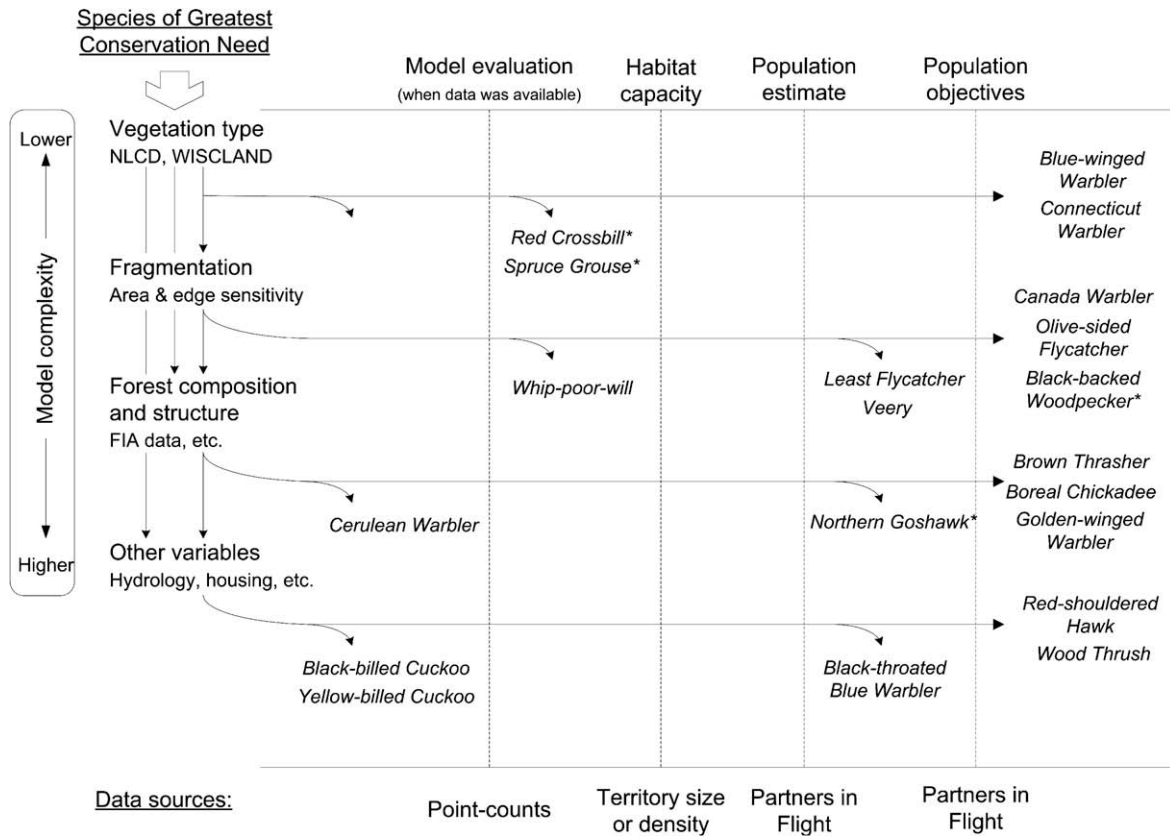 Species of Greatest
Conservation Need
Model evaluation
(when data was available)
Habitat
capacity
Population
estimate
Population
objectives
Lower
Model complexity
Higher
Vegetation type
NLCD, WISCLAND
Blue-winged
Warbler
Connecticut
Warbler
Red Crossbill*
Spruce Grouse*
Fragmentation
Area & edge sensitivity
Canada Warbler
Olive-sided
Flycatcher
Black-backed
Woodpecker*
Whip-poor-will
Least Flycatcher
Veery
Forest composition
and structure
FIA data, etc.
Brown Thrasher
Boreal Chickadee
Golden-winged
Warbler
Cerulean Warbler
Northern Goshawk*
Other variables
Hydrology, housing, etc.
Red-shouldered
Hawk
Wood Thrush
Black-billed Cuckoo
Yellow-billed Cuckoo
Black-throated
Blue Warbler
Data sources:
Point-counts
Territory size
or density
Partners in
Flight
Partners in
Flight